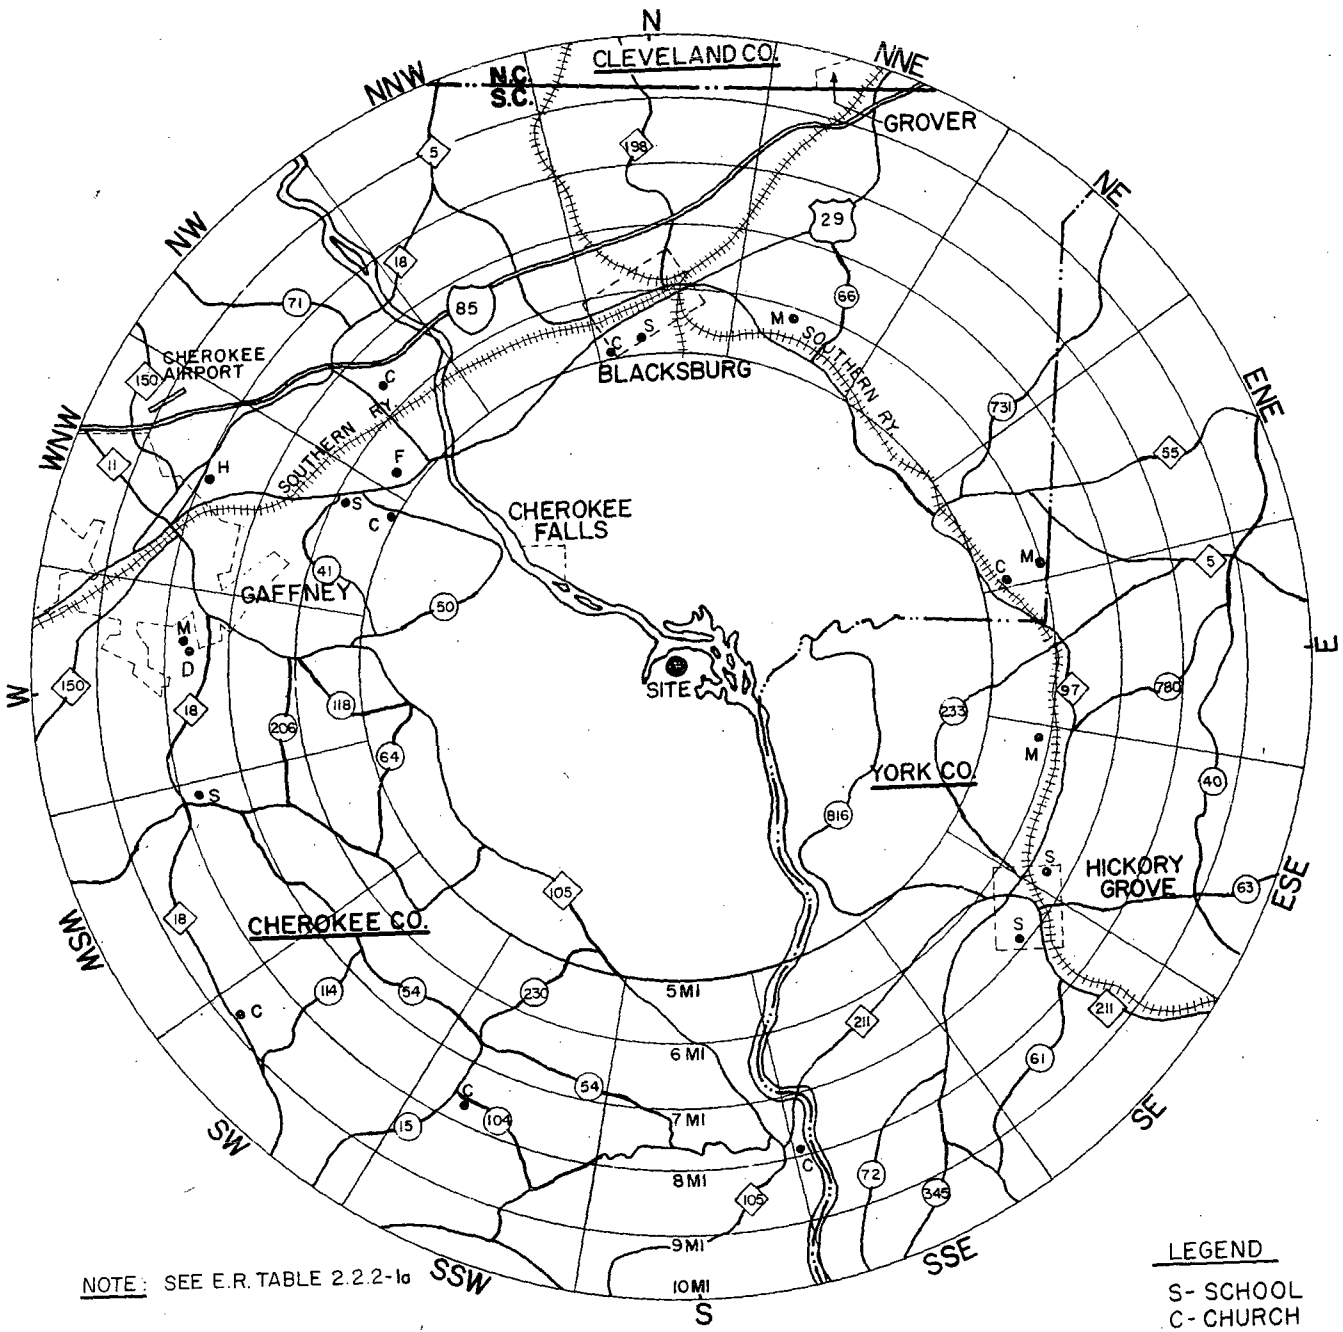 N
CLEVELAND CO.
NNE
NNW
N.C.
S.C.
GROVER
5
198
NE
29
NW
18
71
85
66
M
S
C
SOUTHERN RY.
BLACKSBURG
CHEROKEE
AIRPORT
150
C
ENE
731
WNW
11
SOUTHERN RY
55
H
F
S
C
CHEROKEE
FALLS
M
C
5
41
GAFFNEY
50
M
D
E
SITE
W
150
18
118
97
780
233
206
64
M
YORK CO.
40
S
816
S
HICKORY
GROVE
63
ESE
105
18
CHEROKEE CO.
S
WSW
114
54
230
5 MI
211
211
C
6 MI
61
54
C
7 MI
SE
SW
15
104
C
8 MI
72
105
345
9 MI
SSE
LEGEND
NOTE: SEE E.R. TABLE 2.2.2-1a
SSW
10 MI
S
S- SCHOOL
C- CHURCH